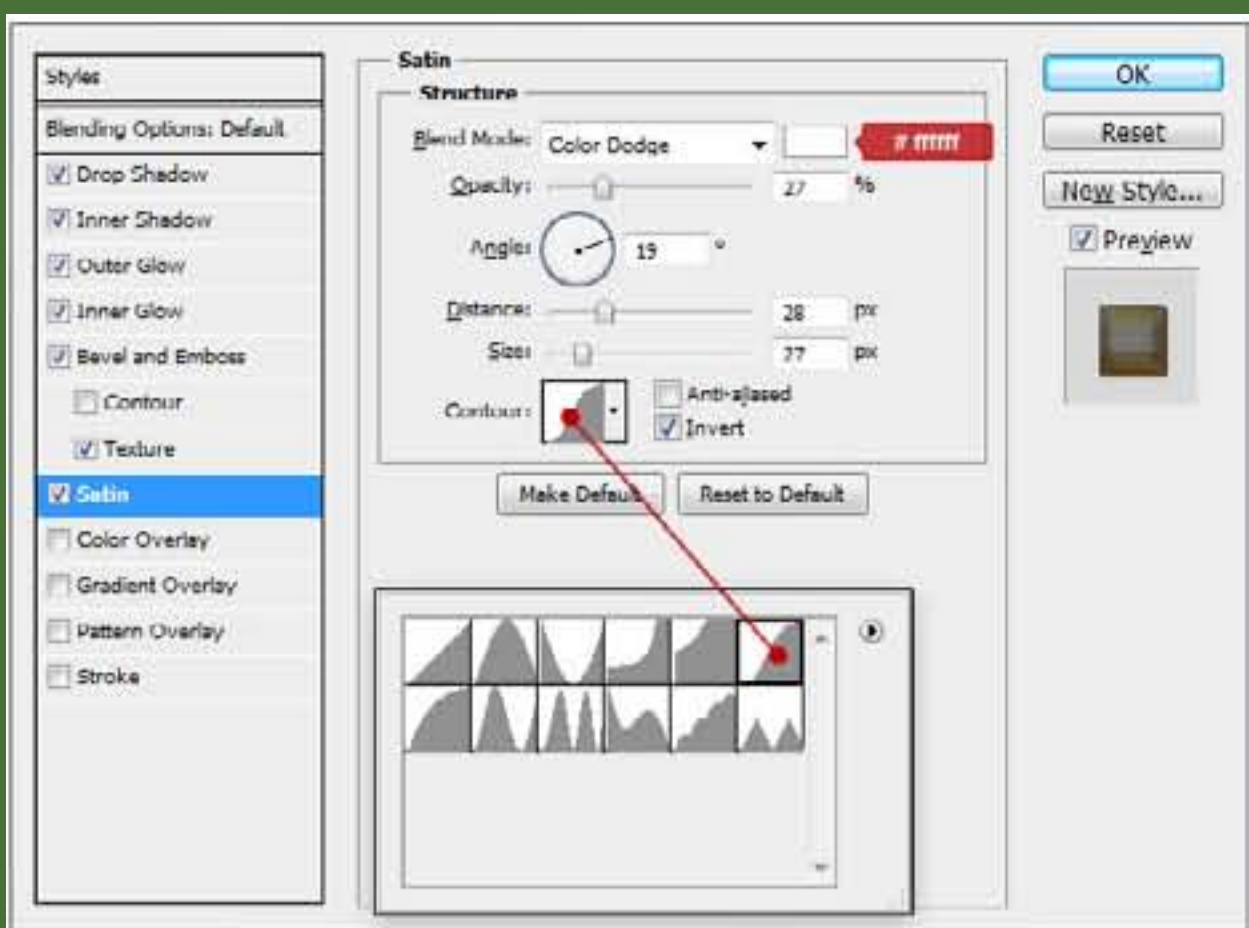 Styles
Blending Options: Default
Drop Shadow
Inner Shadow
Outer Glow
Inner Glow
Bevel and Emboss
Contour
Texture
Satin
Color Overlay
Gradient Overlay
Pattern Overlay
Stroke
Satin
Structure
Blend Mode: Color Dodge
# ffffff
Opacity: 27 %
Angle: 19 °
Distance: 28 px
Size: 27 px
Contour:
Anti-aliased
Invert
Make Default
Reset to Default
OK
Reset
New Style...
Preview